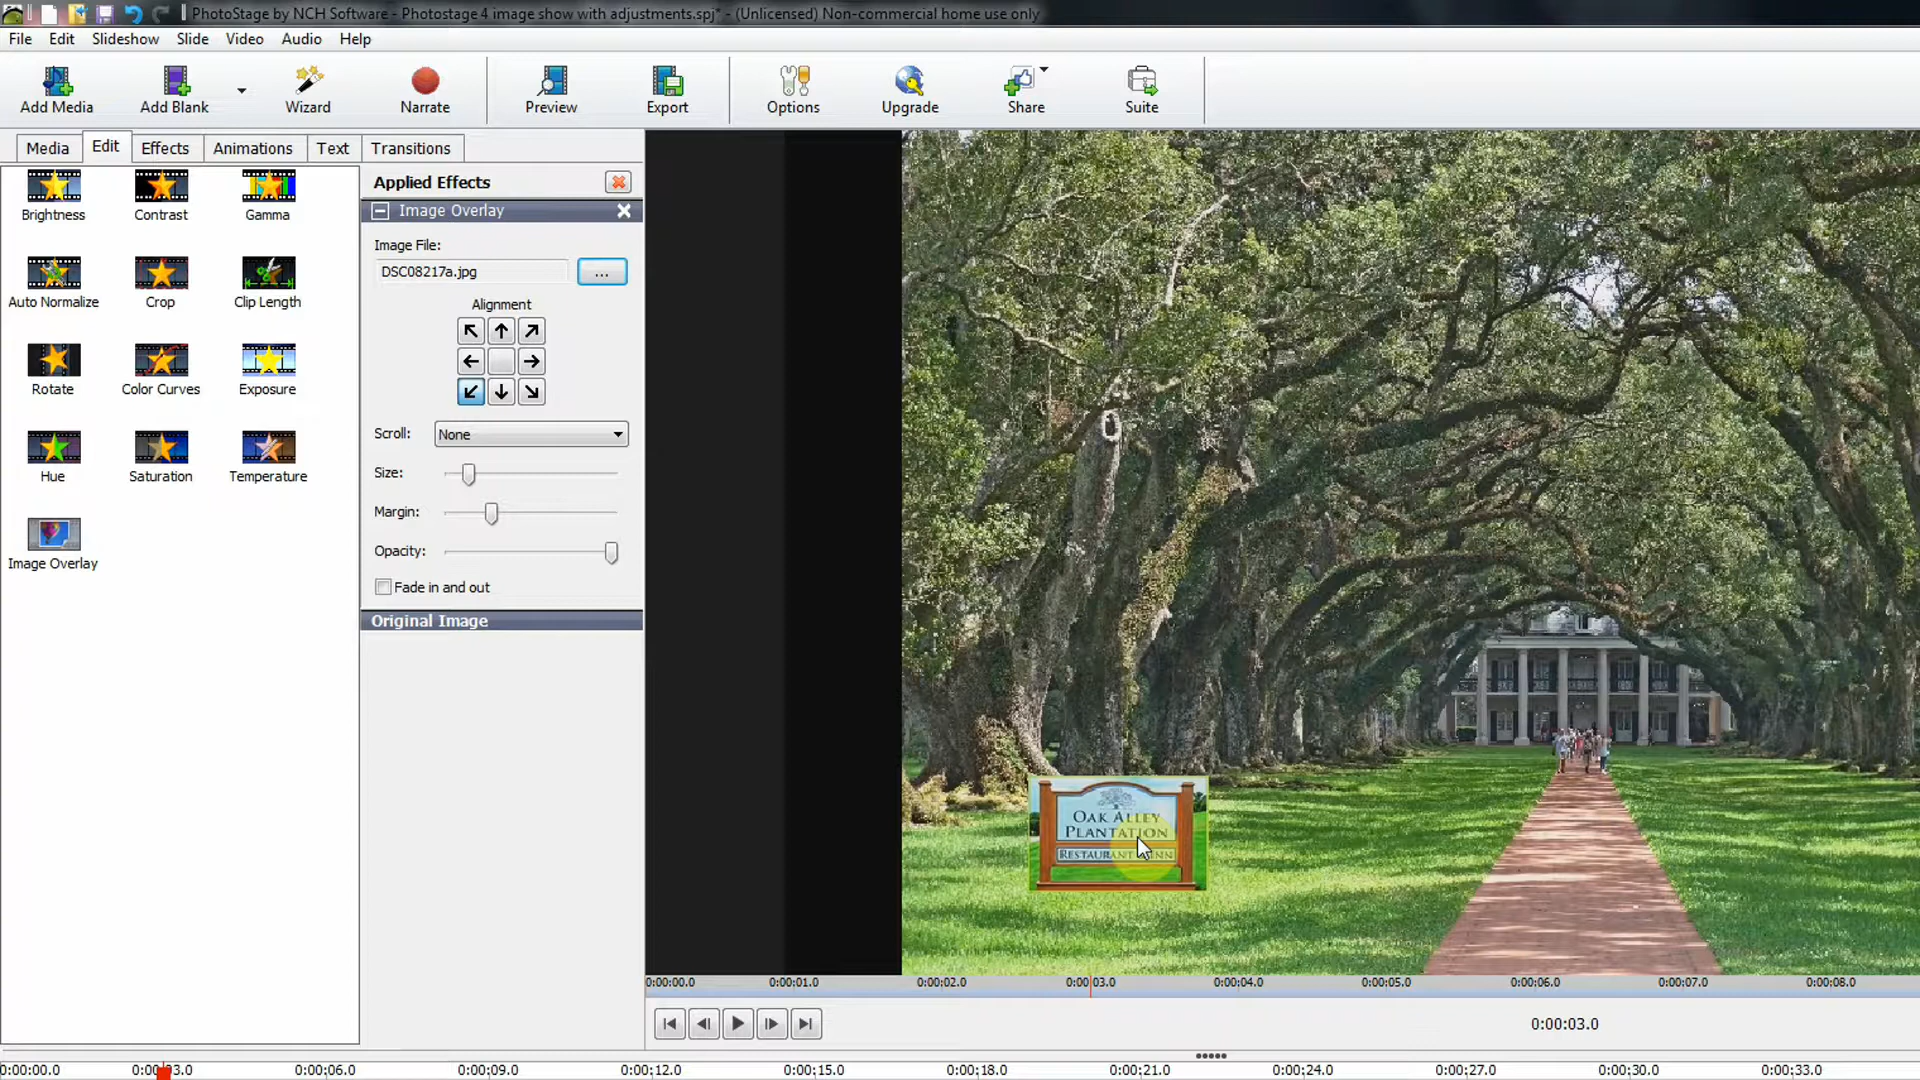 PhotoStage by NCH Software - Photostage 4 image show with adjustments.spj* - (Unlicensed) Non-commercial home use only
File Edit Slideshow Slide Video Audio Help
Add Media Add Blank Wizard Narrate Preview Export Options Upgrade Share Suite
Media Edit Effects Animations Text Transitions
Brightness Contrast Gamma
Auto Normalize Crop Clip Length
Rotate Color Curves Exposure
Hue Saturation Temperature
Image Overlay
Applied Effects
Image Overlay
Image File:
DSC08217a.jpg ...
Alignment
Scroll: None
Size:
Margin:
Opacity:
Fade in and out
Original Image
OAK ALLEY
PLANTATION
RESTAURANT INN
0:00:00.0 0:00:01.0 0:00:02.0 0:00:03.0 0:00:04.0 0:00:05.0 0:00:06.0 0:00:07.0 0:00:08.0
0:00:03.0
0:00:00.0 0:00:03.0 0:00:06.0 0:00:09.0 0:00:12.0 0:00:15.0 0:00:18.0 0:00:21.0 0:00:24.0 0:00:27.0 0:00:30.0 0:00:33.0